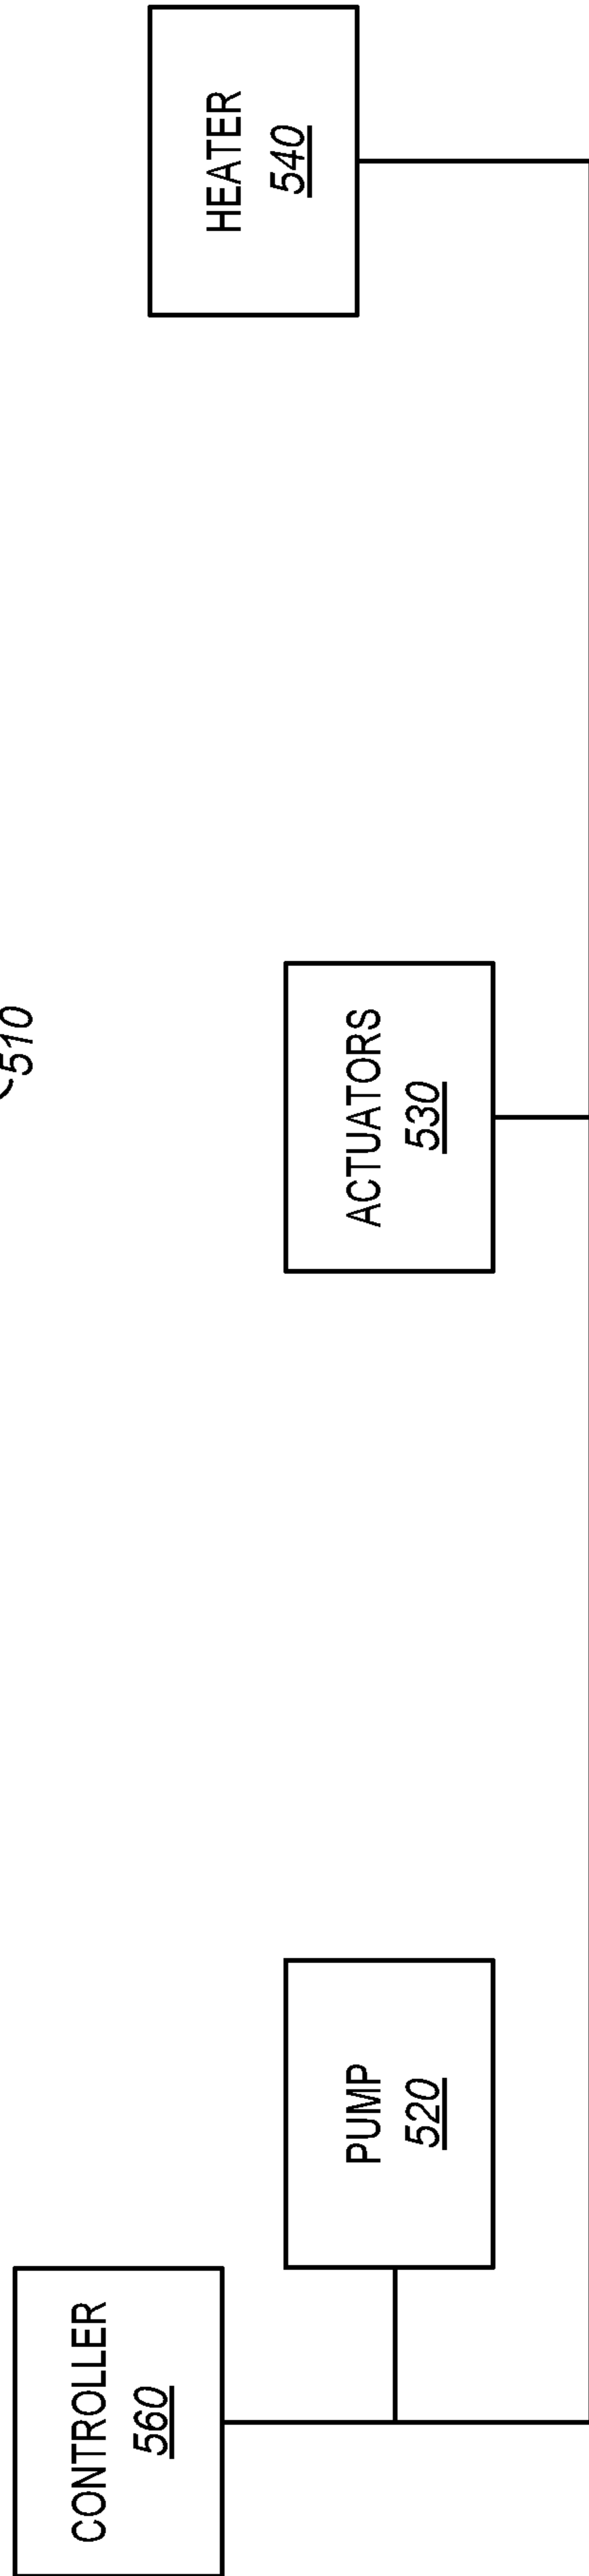 510
CONTROLLER
560
HEATER
540
PUMP
520
ACTUATORS
530